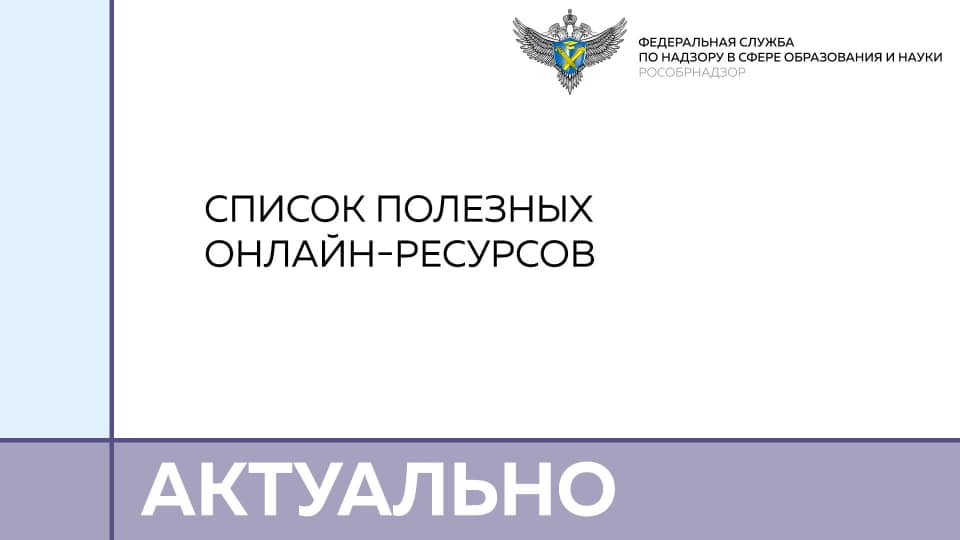 ФЕДЕРАЛЬНАЯ СЛУЖБА
ПО НАДЗОРУ В СФЕРЕ ОБРАЗОВАНИЯ И НАУКИ
РОСОБРНАДЗОР
СПИСОК ПОЛЕЗНЫХ
ОНЛАЙН-РЕСУРСОВ
АКТУАЛЬНО